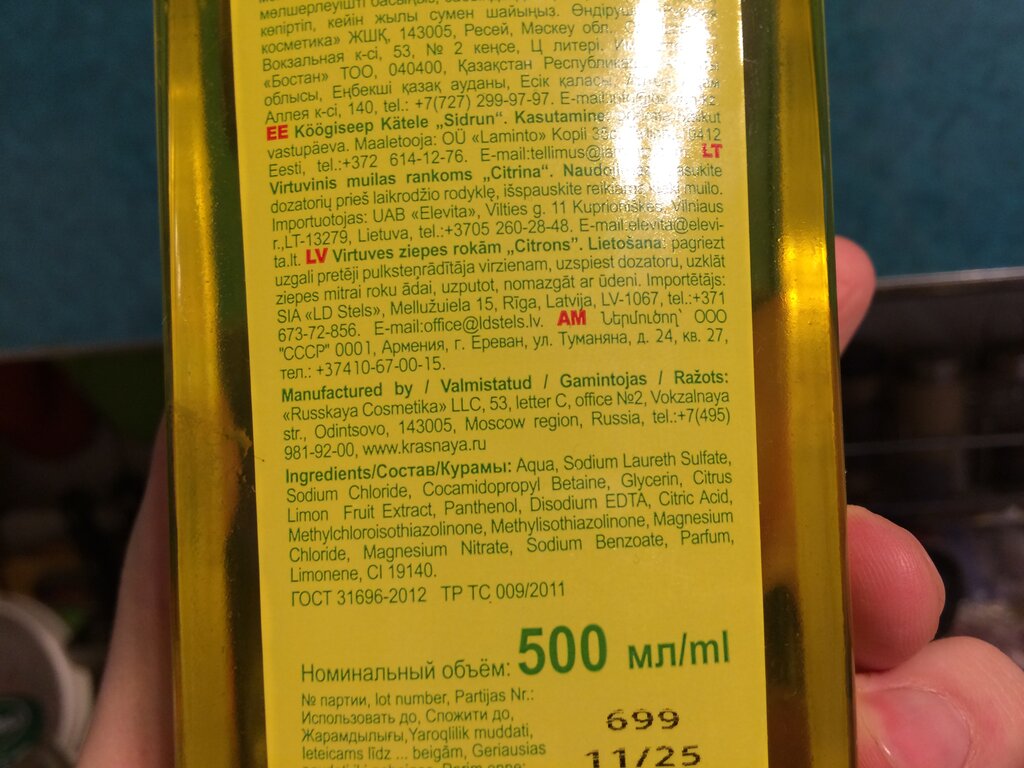 мөлшерлеуішті басыңыз,
көпіртіп, кейін жылы сумен шайыңыз.
косметика» ЖШҚ, 143005, Ресей, Мәскеу обл.
Вокзальная к-сі, 53, № 2 кеңсе, Ц литері.
«Бостан» ТОО, 040400, Қазақстан
облысы, Еңбекші қазақ ауданы, Есік қаласы,
Аллея к-сі, 140, tel.: +7(727) 299-97-97. E-mail:
EE Köögiseep Kätele „Sidrun". Kasutamine:
vastupäeva. Maaletooja: OÜ «Laminto» Kopii
Eesti, tel.:+372 614-12-76. E-mail:tellimus@ LT
Virtuvinis muilas rankoms „Citrina".
dozatorių prieš laikrodžio rodyklę, išspauskite muilo.
Importuotojas: UAB «Elevita», Vilties g. 11 Vilnius
r.,LT-13279, Lietuva, tel.:+3705 260-28-48. E-mail:elevita@elevi-
ta.lt. LV Virtuves ziepes rokām „Citrons". Lietošana: pagriezt
uzgali pretēji pulksteņrādītāja virzienam, uzspiest dozatoru, uzklāt
ziepes mitrai roku ādai, uzputot, nomazgāt ar ūdeni. Importētājs:
SIA «LD Stels», Mellužuiela 15, Rīga, Latvija, LV-1067, tel.:+371
673-72-856. E-mail:office@ldstels.lv. AM Ներմուծող՝ ООО
"СССР" 0001, Армения, г. Ереван, ул. Туманяна, д. 24, кв. 27,
тел.: +37410-67-00-15.
Manufactured by / Valmistatud / Gamintojas / Ražots:
«Russkaya Cosmetika» LLC, 53, letter C, office №2, Vokzalnaya
str., Odintsovo, 143005, Moscow region, Russia, tel.:+7(495)
981-92-00, www.krasnaya.ru
Ingredients/Состав/Курамы: Aqua, Sodium Laureth Sulfate,
Sodium Chloride, Cocamidopropyl Betaine, Glycerin, Citrus
Limon Fruit Extract, Panthenol, Disodium EDTA, Citric Acid,
Methylchloroisothiazolinone, Methylisothiazolinone, Magnesium
Chloride, Magnesium Nitrate, Sodium Benzoate, Parfum,
Limonene, CI 19140.
ГОСТ 31696-2012 ТР ТС 009/2011
Номинальный объём: 500 мл/ml
№ партии, lot number, Partijas Nr.:
Использовать до, Спожити до,
Жарамдылығы, Yaroqlilik muddati,
Ieteicams līdz ... beigām, Geriausias
699
11/25